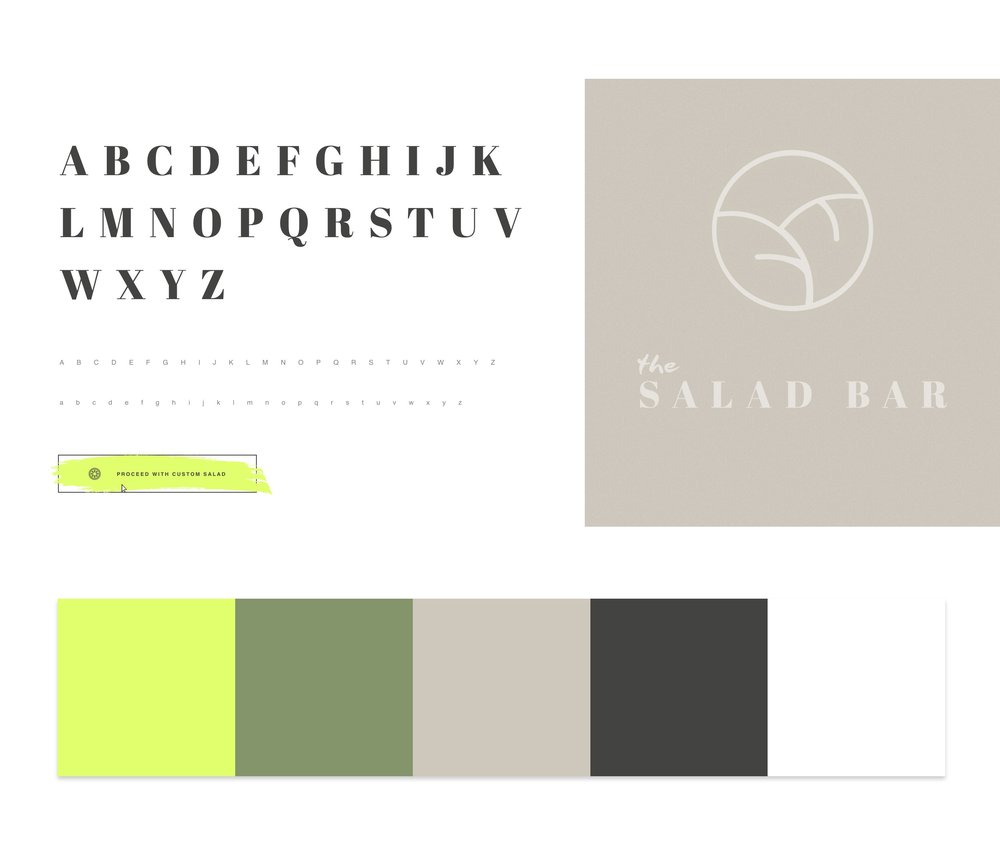 A B C D E F G H I J K
L M N O P Q R S T U V
W X Y Z
A B C D E F G H I J K L M N O P Q R S T U V W X Y Z
a b c d e f g h i j k l m n o p q r s t u v w x y z
PROCEED WITH CUSTOM SALAD
the
SALAD BAR